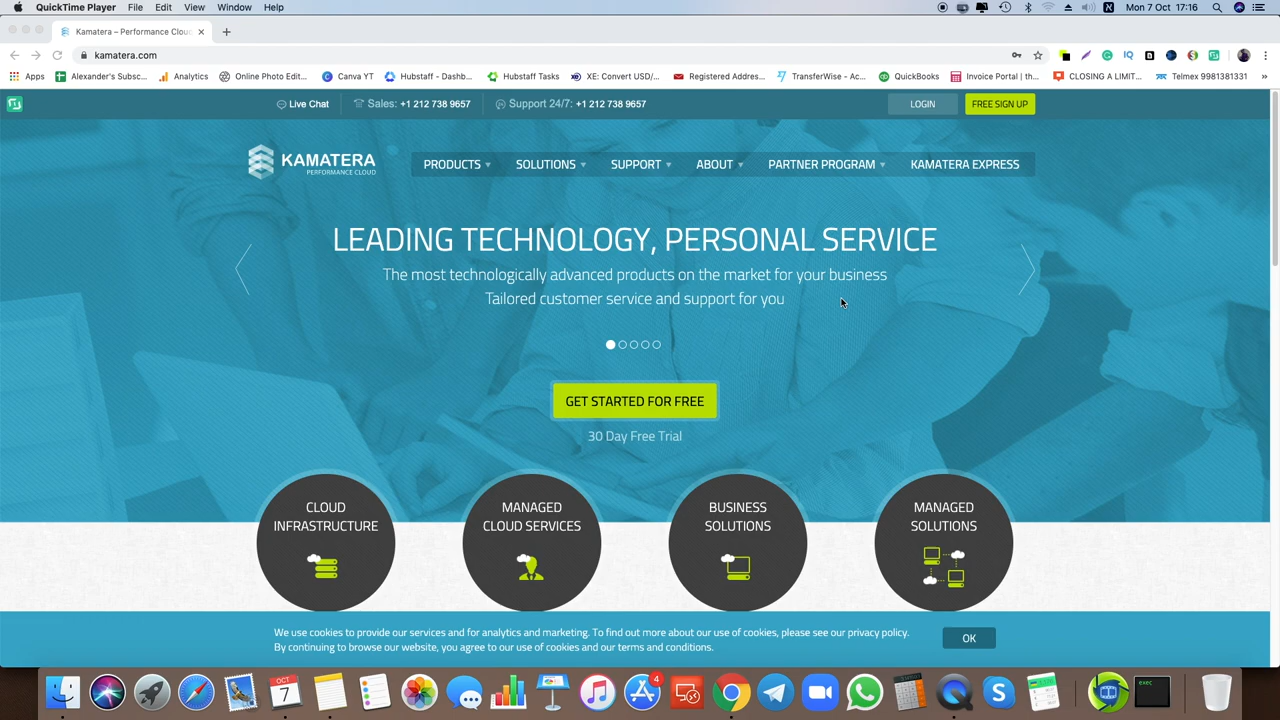 QuickTime Player File Edit View Window Help
Mon 7 Oct 17:16
Kamatera – Performance Clou
kamatera.com
Apps Alexander's Subsc... Analytics Online Photo Edit... Canva YT Hubstaff - Dashb... Hubstaff Tasks XE: Convert USD/... Registered Addres... TransferWise - Ac... QuickBooks Invoice Portal | th... CLOSING A LIMIT... Telmex 9981381331 »
Live Chat Sales: +1 212 738 9657 Support 24/7: +1 212 738 9657 LOGIN FREE SIGN UP
KAMATERA
PERFORMANCE CLOUD
PRODUCTS SOLUTIONS SUPPORT ABOUT PARTNER PROGRAM KAMATERA EXPRESS
LEADING TECHNOLOGY, PERSONAL SERVICE
The most technologically advanced products on the market for your business
Tailored customer service and support for you
GET STARTED FOR FREE
30 Day Free Trial
CLOUD
INFRASTRUCTURE
MANAGED
CLOUD SERVICES
BUSINESS
SOLUTIONS
MANAGED
SOLUTIONS
We use cookies to provide our services and for analytics and marketing. To find out more about our use of cookies, please see our privacy policy.
By continuing to browse our website, you agree to our use of cookies and our terms and conditions.
OK
OCT
7
4
exec